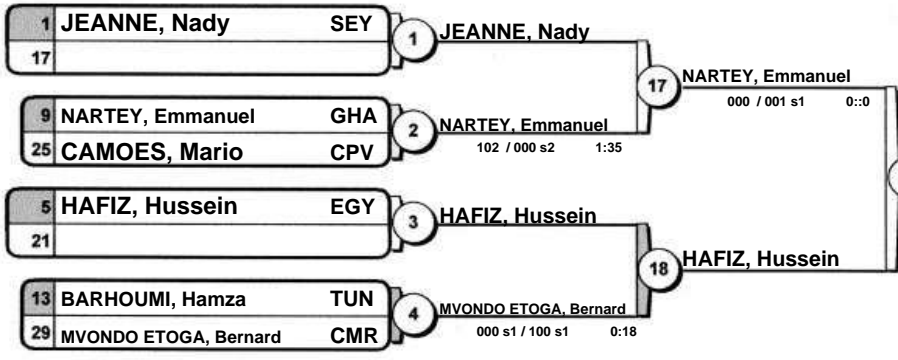 1 JEANNE, Nady SEY
17
1
JEANNE, Nady
9 NARTEY, Emmanuel GHA
25 CAMOES, Mario CPV
2
NARTEY, Emmanuel
102 / 000 s2 1:35
17
NARTEY, Emmanuel
000 / 001 s1 0::0
5 HAFIZ, Hussein EGY
21
3
HAFIZ, Hussein
13 BARHOUMI, Hamza TUN
29 MVONDO ETOGA, Bernard CMR
4
MVONDO ETOGA, Bernard
000 s1 / 100 s1 0:18
18
HAFIZ, Hussein